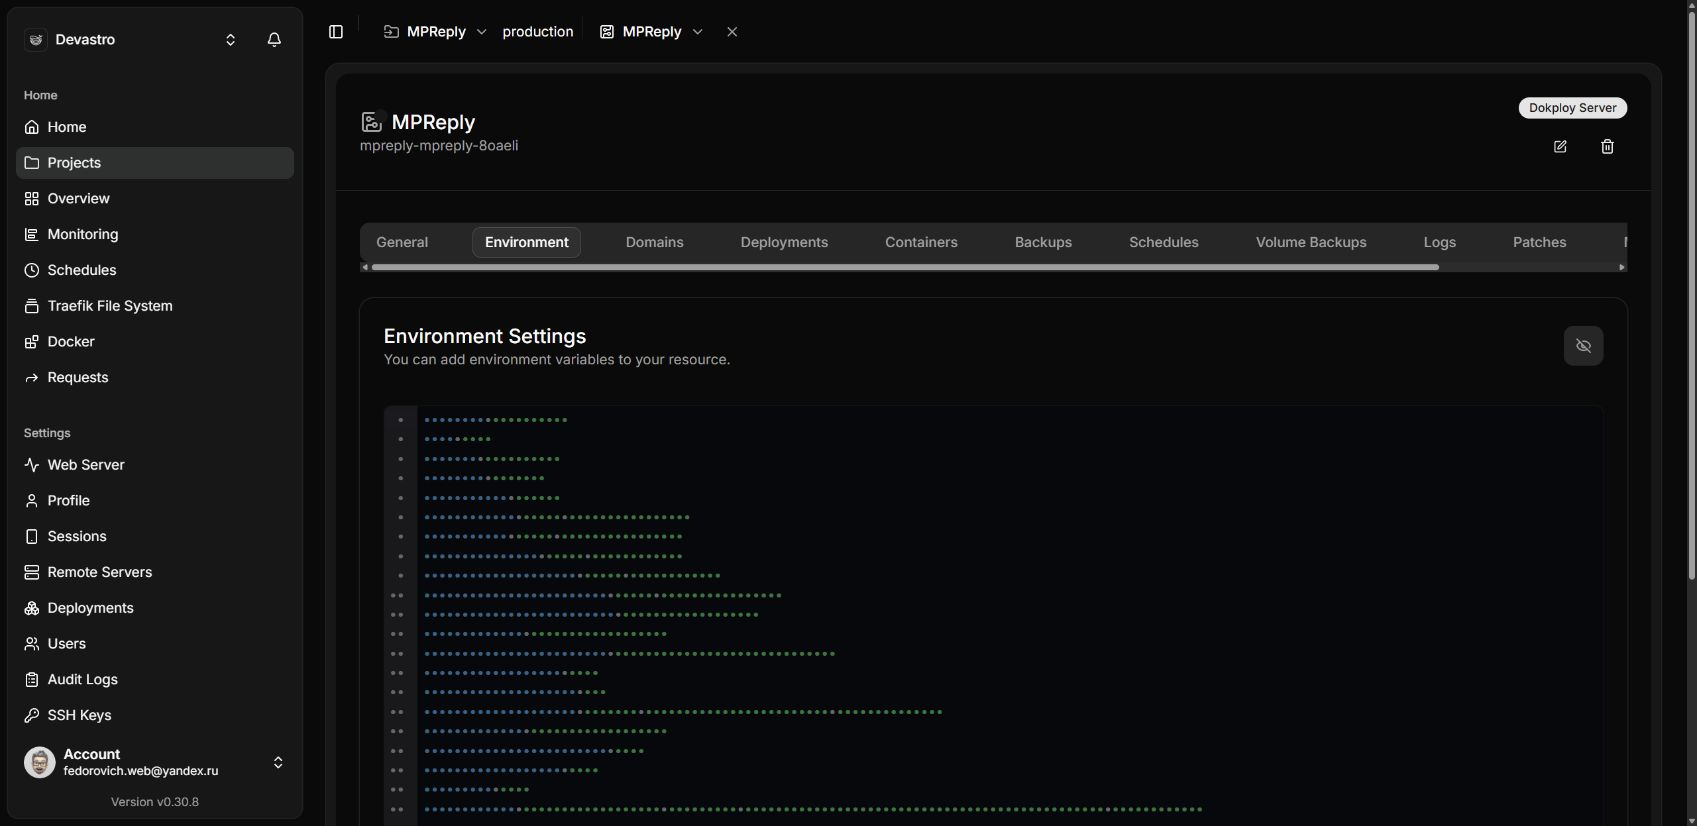 Devastro
Home
Home
Projects
Overview
Monitoring
Schedules
Traefik File System
Docker
Requests
Settings
Web Server
Profile
Sessions
Remote Servers
Deployments
Users
Audit Logs
SSH Keys
Account
fedorovich.web@yandex.ru
Version v0.30.8
MPReply production MPReply
MPReply
mpreply-mpreply-8oaeli
Dokploy Server
General Environment Domains Deployments Containers Backups Schedules Volume Backups Logs Patches
Environment Settings
You can add environment variables to your resource.